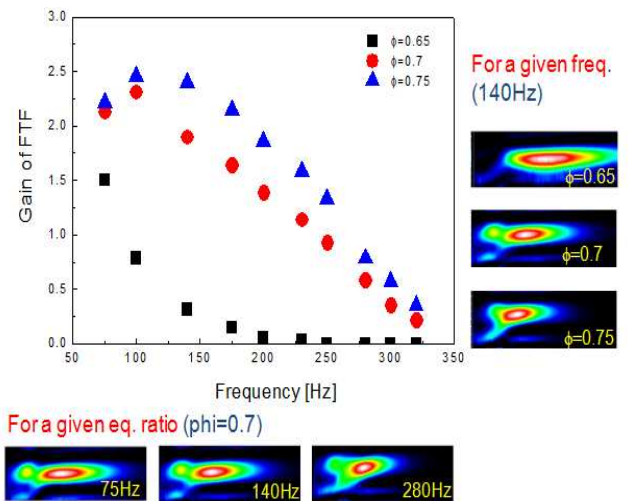 3.0
2.5
2.0
1.5
1.0
0.5
0.0
Gain of FTF
ϕ=0.65
ϕ=0.7
ϕ=0.75
50 100 150 200 250 300 350
Frequency [Hz]
For a given freq.
(140Hz)
ϕ=0.65
ϕ=0.7
ϕ=0.75
For a given eq. ratio (phi=0.7)
75Hz 140Hz 280Hz